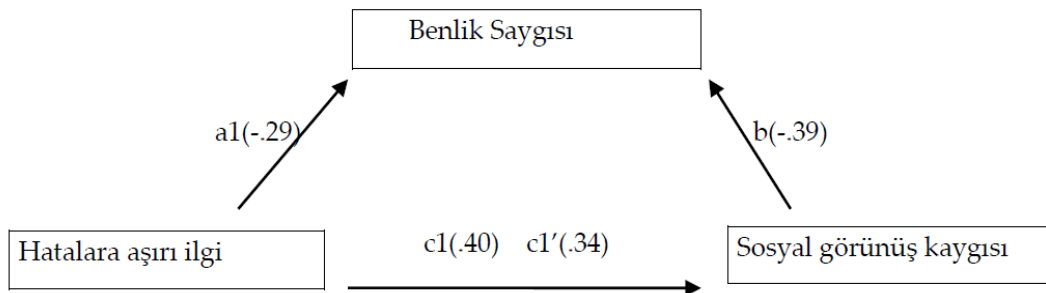 Benlik Saygısı
a1(-.29)
b(-.39)
Hatalara aşırı ilgi
c1(.40) c1’(.34)
Sosyal görünüş kaygısı